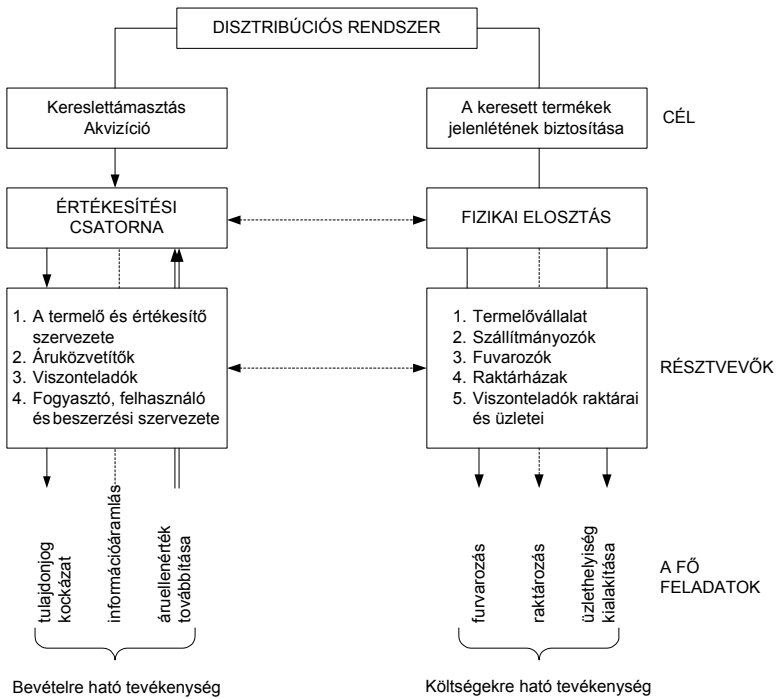 DISZTRIBÚCIÓS RENDSZER
Kereslettámasztás
Akvizíció
A keresett termékek
jelenlétének biztosítása
CÉL
ÉRTÉKESÍTÉSI
CSATORNA
FIZIKAI ELOSZTÁS
1. A termelő és értékesítő
szervezete
2. Áruközvetítők
3. Viszonteladók
4. Fogyasztó, felhasználó
és beszerzési szervezete
1. Termelővállalat
2. Szállítmányozók
3. Fuvarozók
4. Raktárházak
5. Viszonteladók raktárai
és üzletei
RÉSZTVEVŐK
tulajdonjog
kockázat
információáramlás
áruellenérték
továbbítása
furvarozás
raktározás
üzlethelyiség
kialakítása
A FŐ
FELADATOK
Bevételre ható tevékenység
Költségekre ható tevékenység